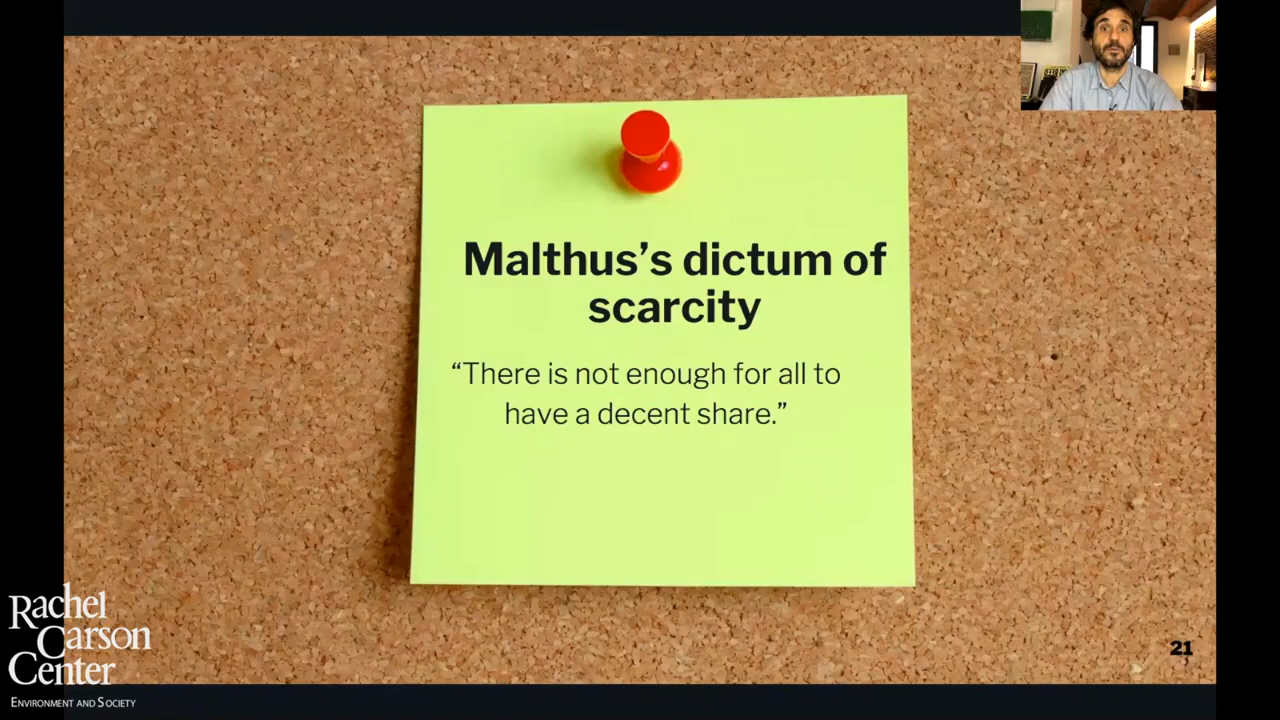 Malthus’s dictum of
scarcity
“There is not enough for all to
have a decent share.”
21
Rachel
Carson
Center
ENVIRONMENT AND SOCIETY